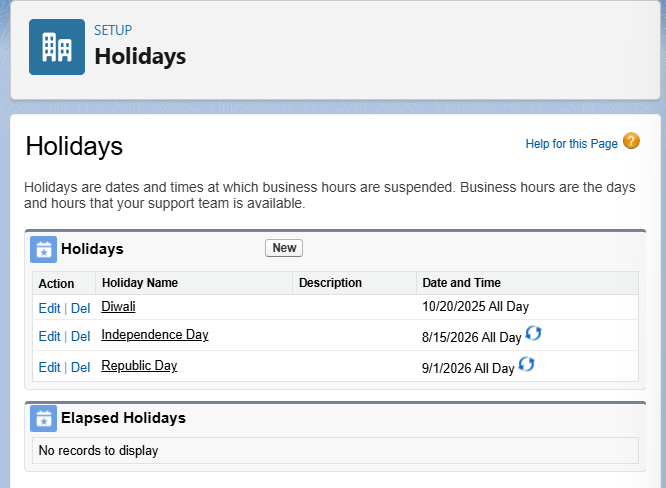 SETUP
Holidays
Holidays
Help for this Page ?
Holidays are dates and times at which business hours are suspended. Business hours are the days
and hours that your support team is available.
Holidays New
Action Holiday Name Description Date and Time
Edit | Del Diwali 10/20/2025 All Day
Edit | Del Independence Day 8/15/2026 All Day
Edit | Del Republic Day 9/1/2026 All Day
Elapsed Holidays
No records to display